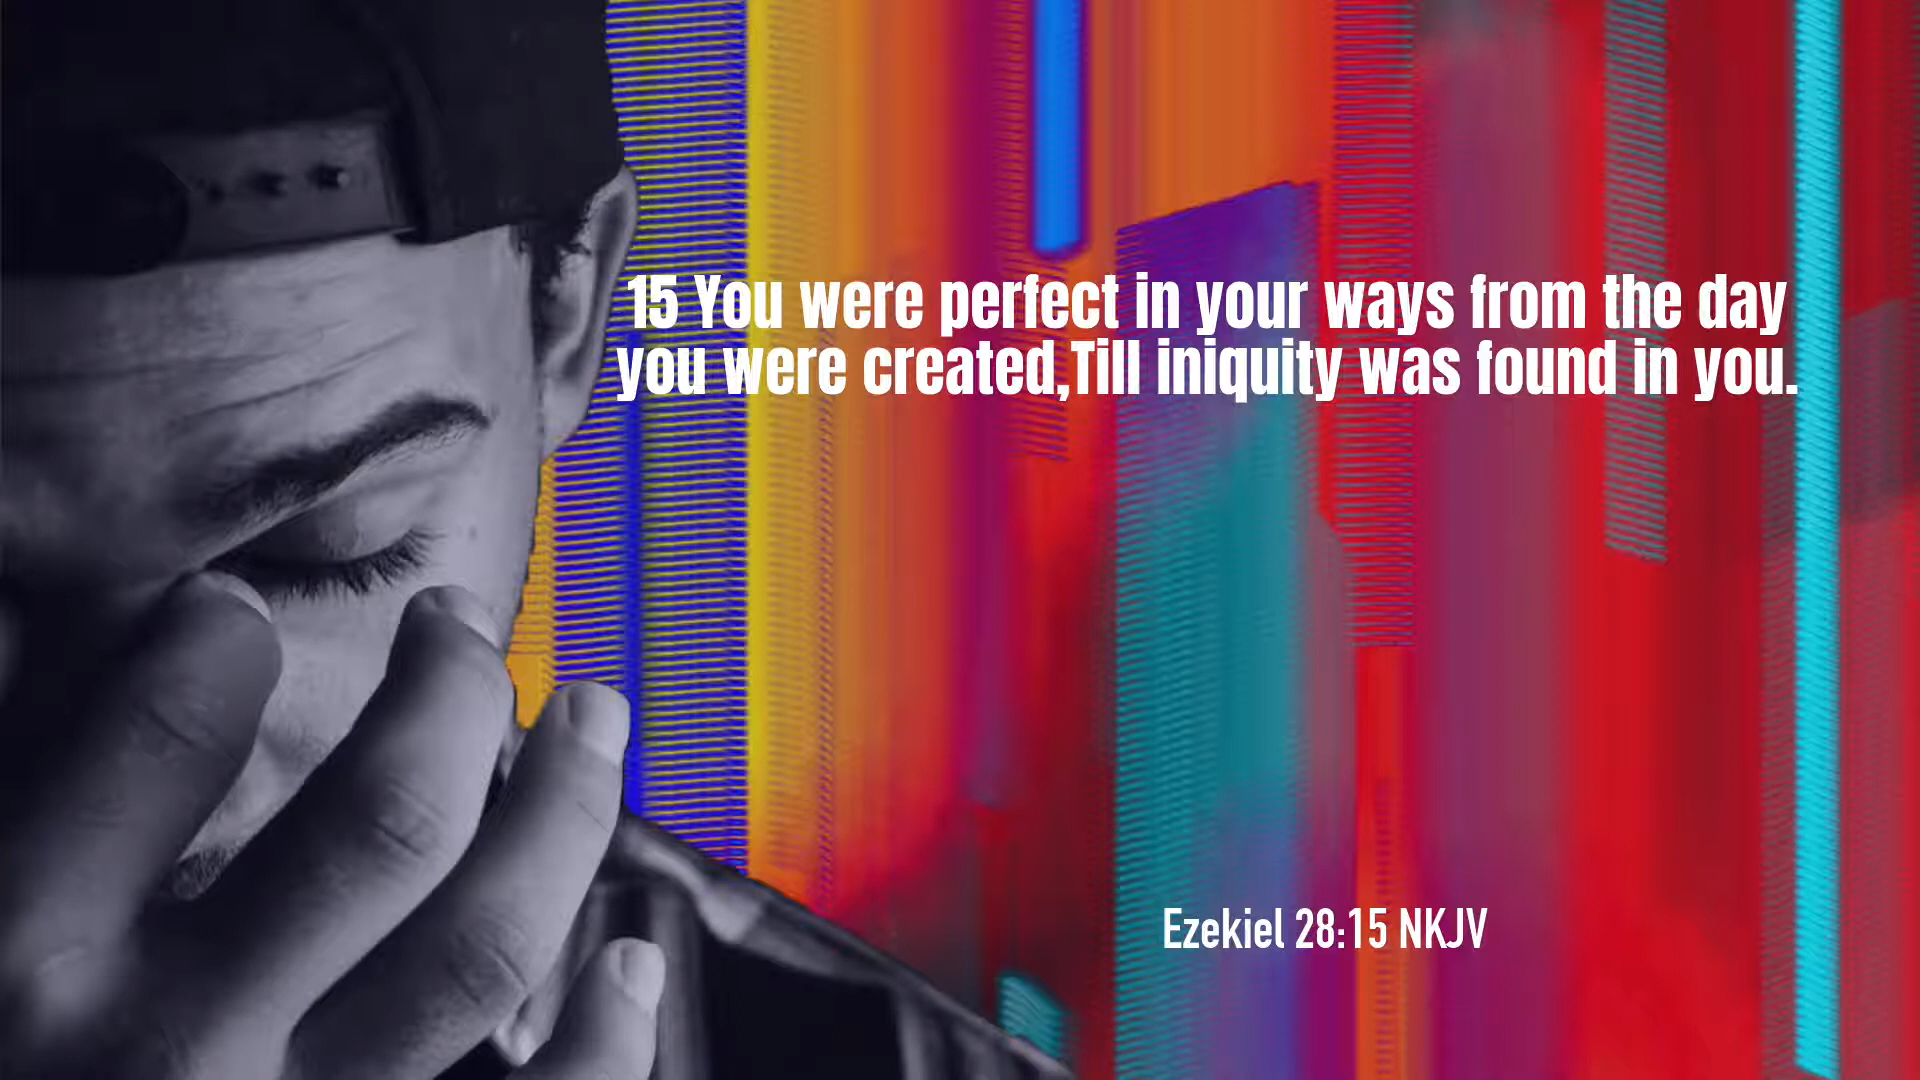 15 You were perfect in your ways from the day
you were created,Till iniquity was found in you.
Ezekiel 28:15 NKJV